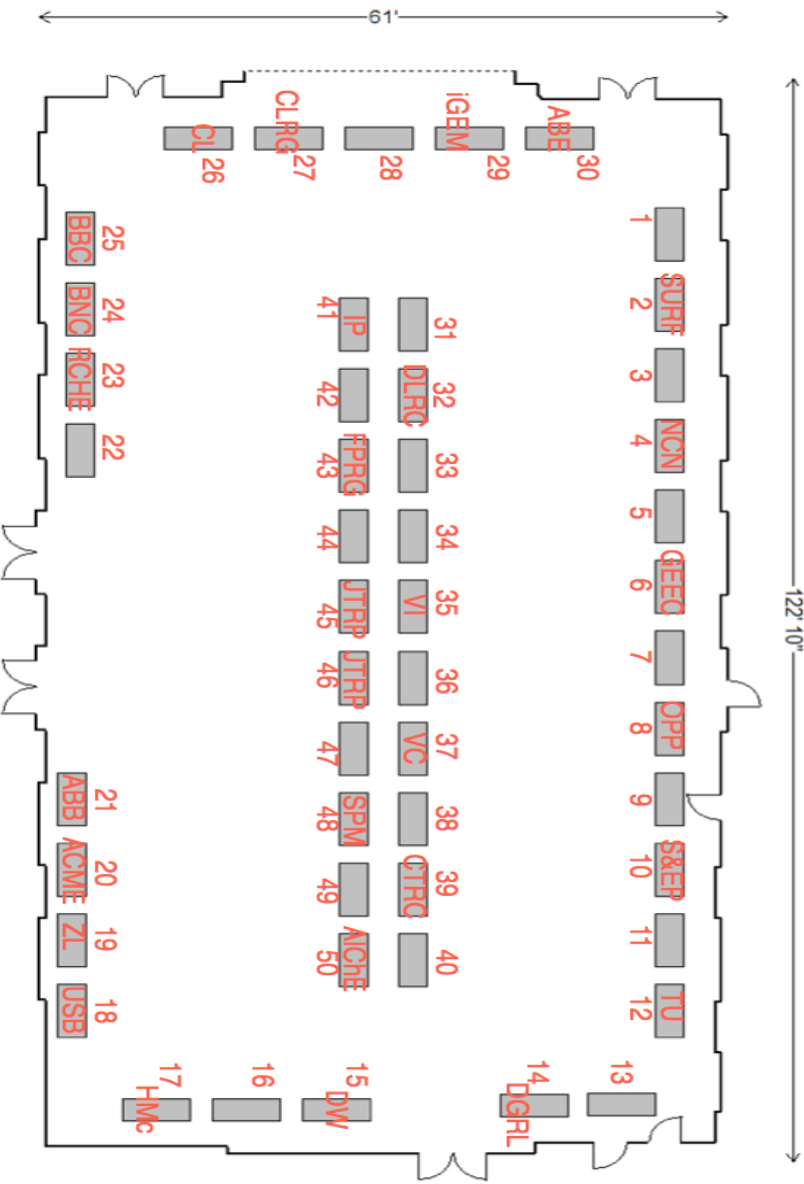 61'
122' 10"
CL 26
CLRG 27
28
iGEM 29
ABE 30
1
SURF 2
3
NCN 4
5
GEEC 6
7
OPP 8
9
S&EP 10
11
TU 12
13
DGRL 14
DW 15
16
HMc 17
USB 18
ZL 19
ACME 20
ABB 21
22
RCHE 23
BNC 24
BBC 25
31
DLRC 32
33
34
VI 35
36
VC 37
38
CTRC 39
40
IP 41
42
FPRG 43
44
JTRP 45
JTRP 46
47
SPM 48
49
AIChE 50